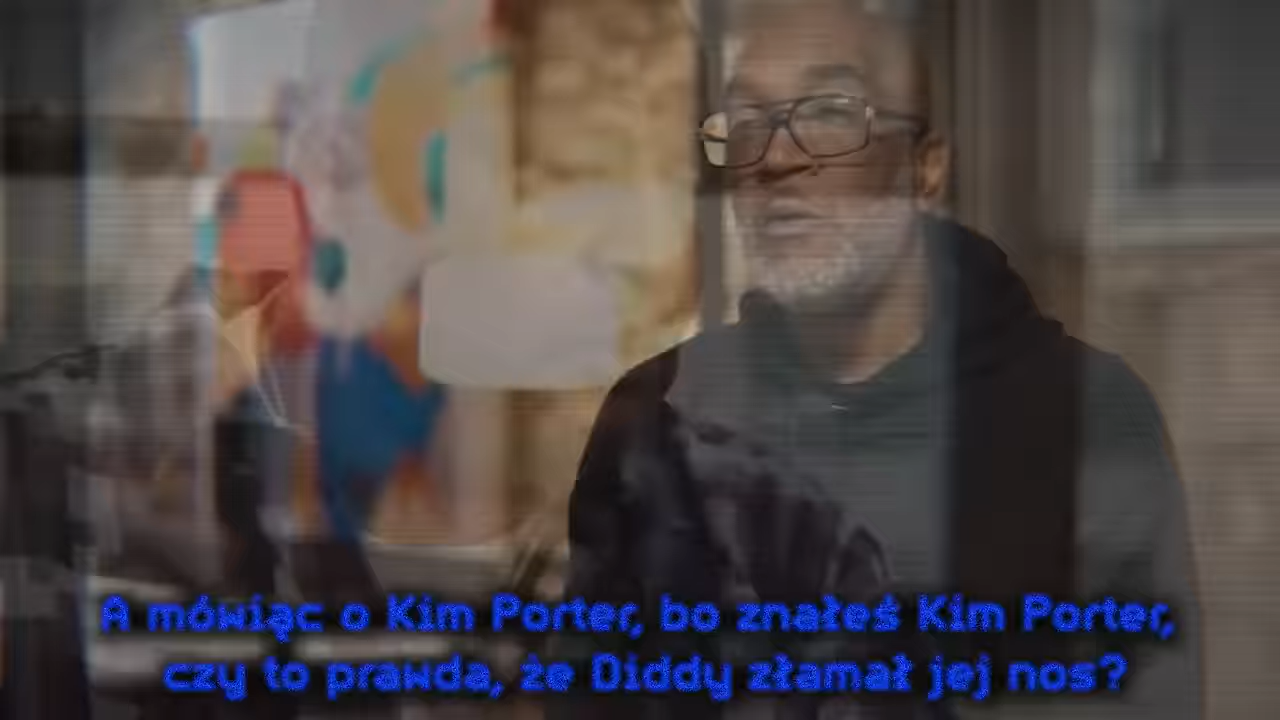 A mówiąc o Kim Porter, bo znałeś Kim Porter,
czy to prawda, że Diddy złamał jej nos?